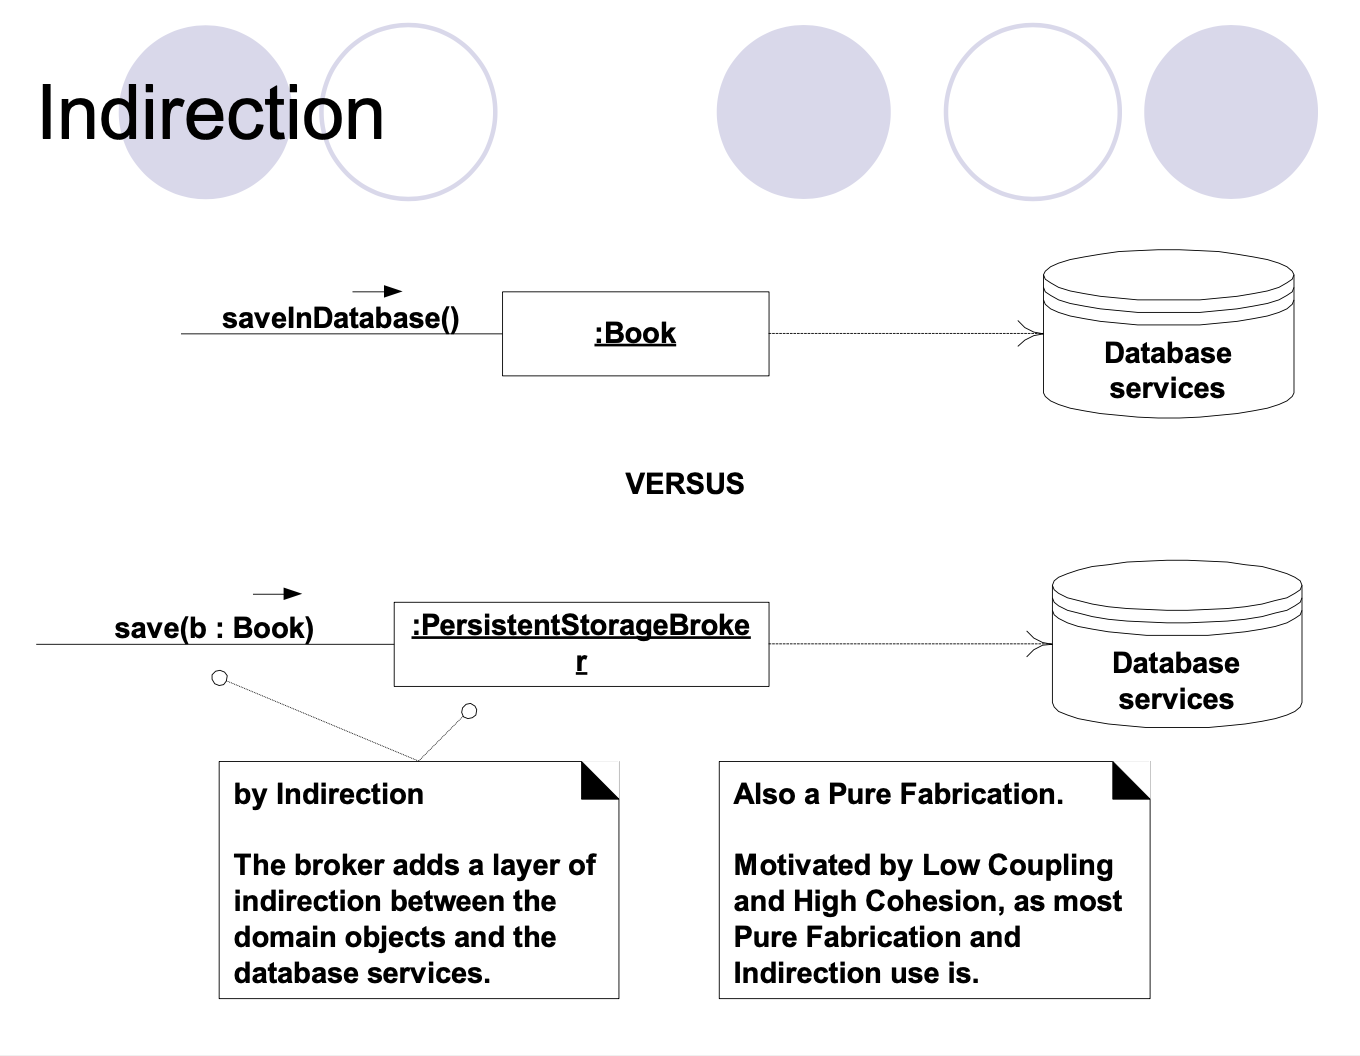 Indirection
saveInDatabase()
:Book
Database
services
VERSUS
save(b : Book)
:PersistentStorageBroke
r
Database
services
by Indirection
The broker adds a layer of
indirection between the
domain objects and the
database services.
Also a Pure Fabrication.
Motivated by Low Coupling
and High Cohesion, as most
Pure Fabrication and
Indirection use is.